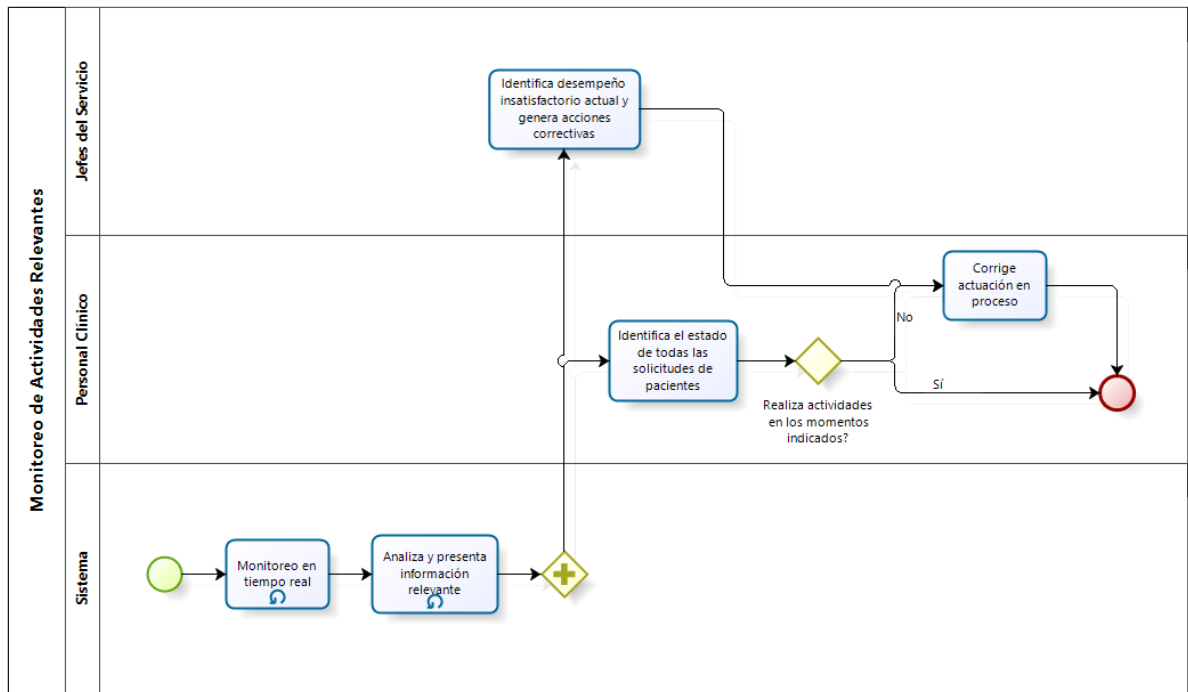 Monitoreo de Actividades Relevantes
Jefes del Servicio
Identifica desempeño
insatisfactorio actual y
genera acciones
correctivas
Personal Clínico
Corrige
actuación en
proceso
No
Identifica el estado
de todas las
solicitudes de
pacientes
Sí
Realiza actividades
en los momentos
indicados?
Sistema
Monitoreo en
tiempo real
Analiza y presenta
información
relevante